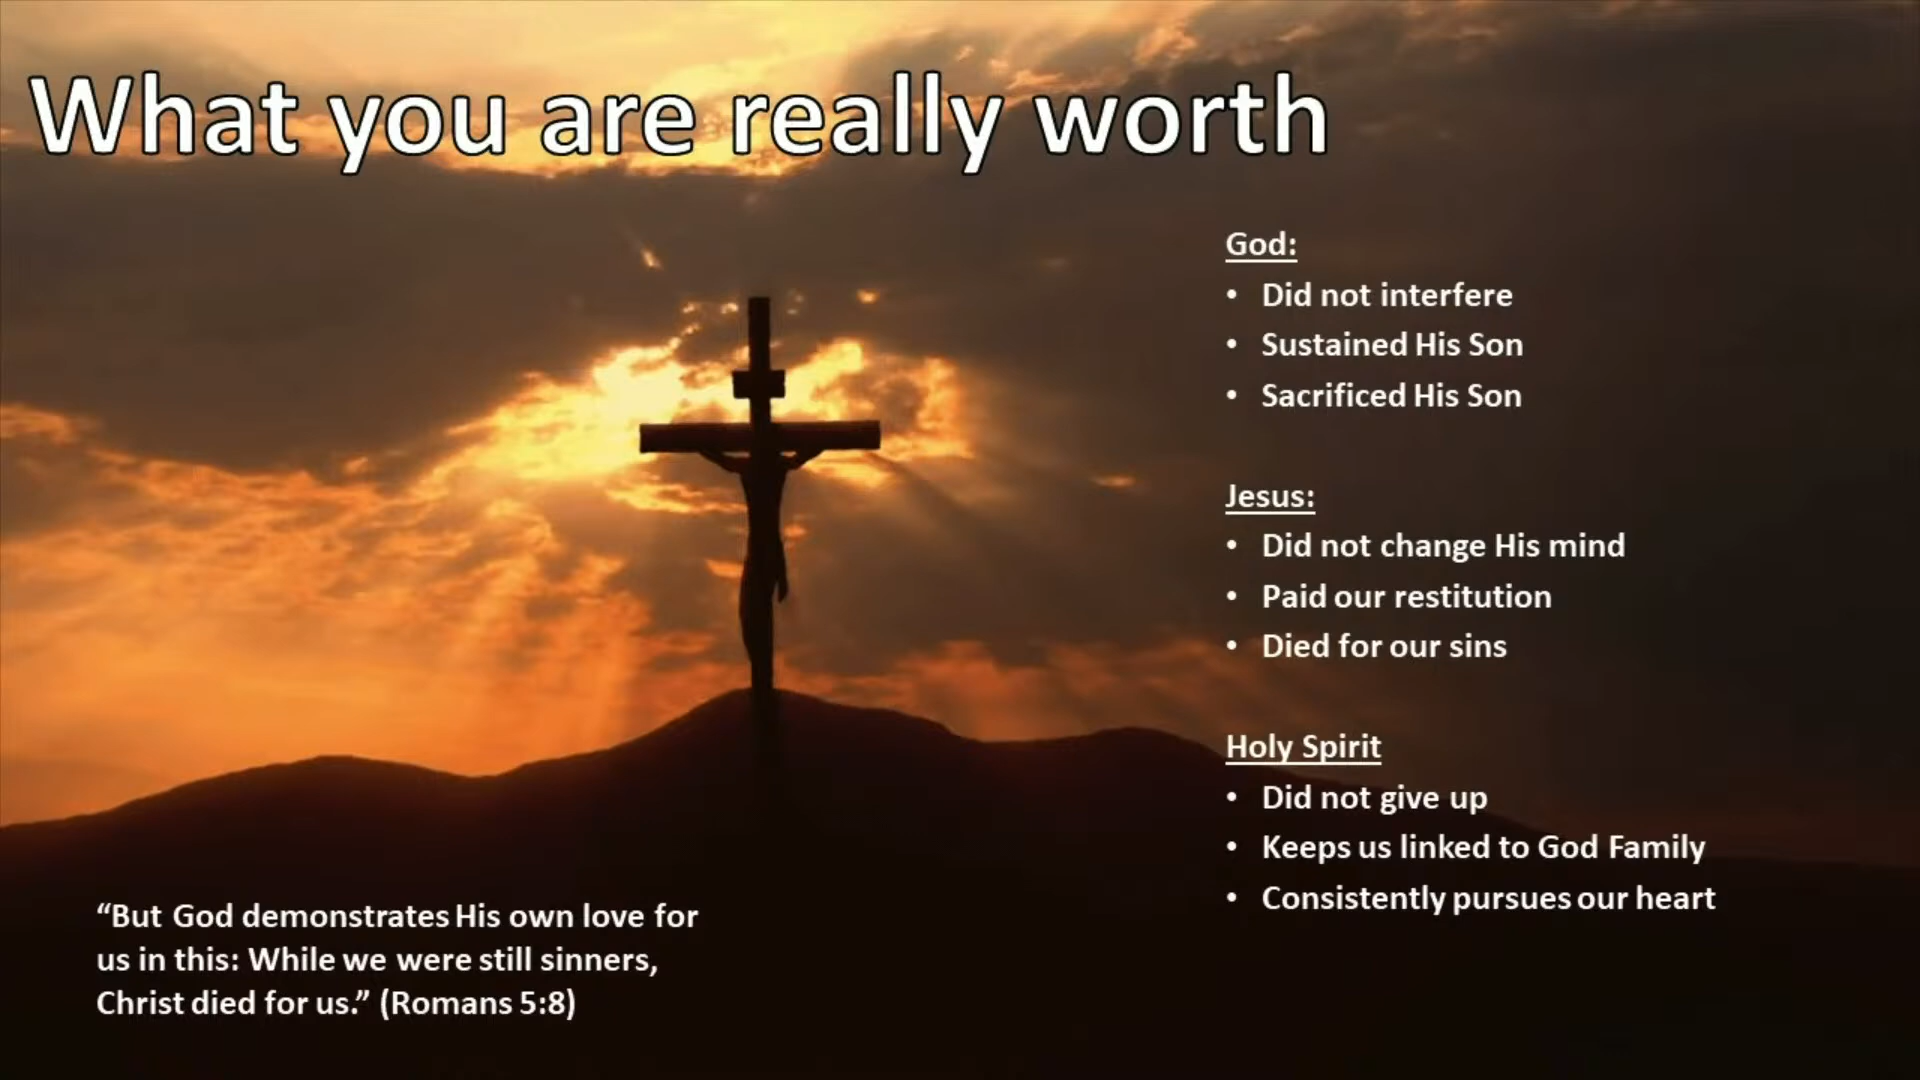 What you are really worth
God:
• Did not interfere
• Sustained His Son
• Sacrificed His Son
Jesus:
• Did not change His mind
• Paid our restitution
• Died for our sins
Holy Spirit
• Did not give up
• Keeps us linked to God Family
• Consistently pursues our heart
“But God demonstrates His own love for
us in this: While we were still sinners,
Christ died for us.” (Romans 5:8)